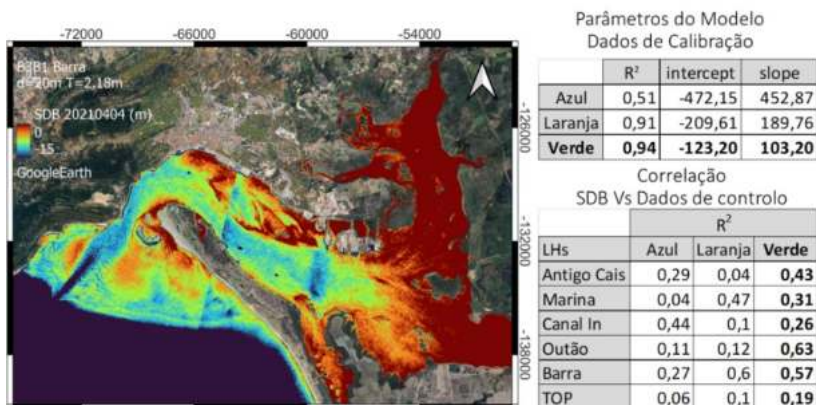 -72000 -66000 -60000 -54000
B3B1 Barra
d=20m T=2,18m
SDB 20210404 (m)
0
-15
GoogleEarth
-126000
-132000
-138000
Parâmetros do Modelo
Dados de Calibração
R² intercept slope
Azul 0,51 -472,15 452,87
Laranja 0,91 -209,61 189,76
Verde 0,94 -123,20 103,20
Correlação
SDB Vs Dados de controlo
R²
LHs Azul Laranja Verde
Antigo Cais 0,29 0,04 0,43
Marina 0,04 0,47 0,31
Canal In 0,44 0,1 0,26
Outão 0,11 0,12 0,63
Barra 0,27 0,6 0,57
TOP 0,06 0,1 0,19